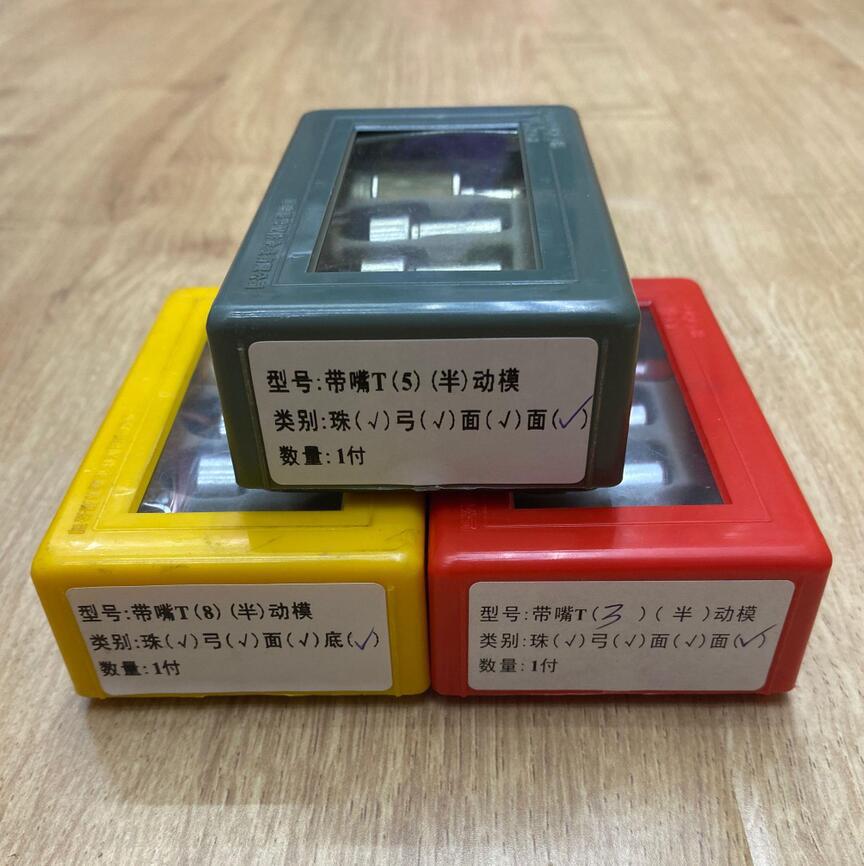 型号:带嘴T(5)(半)动模
类别:珠(√)弓(√)面(√)面(✓)
数量:1付
型号:带嘴T(8)(半)动模
类别:珠(√)弓(√)面(√)底(✓)
数量:1付
型号:带嘴T(3)(半)动模
类别:珠(√)弓(√)面(√)面(✓)
数量:1付